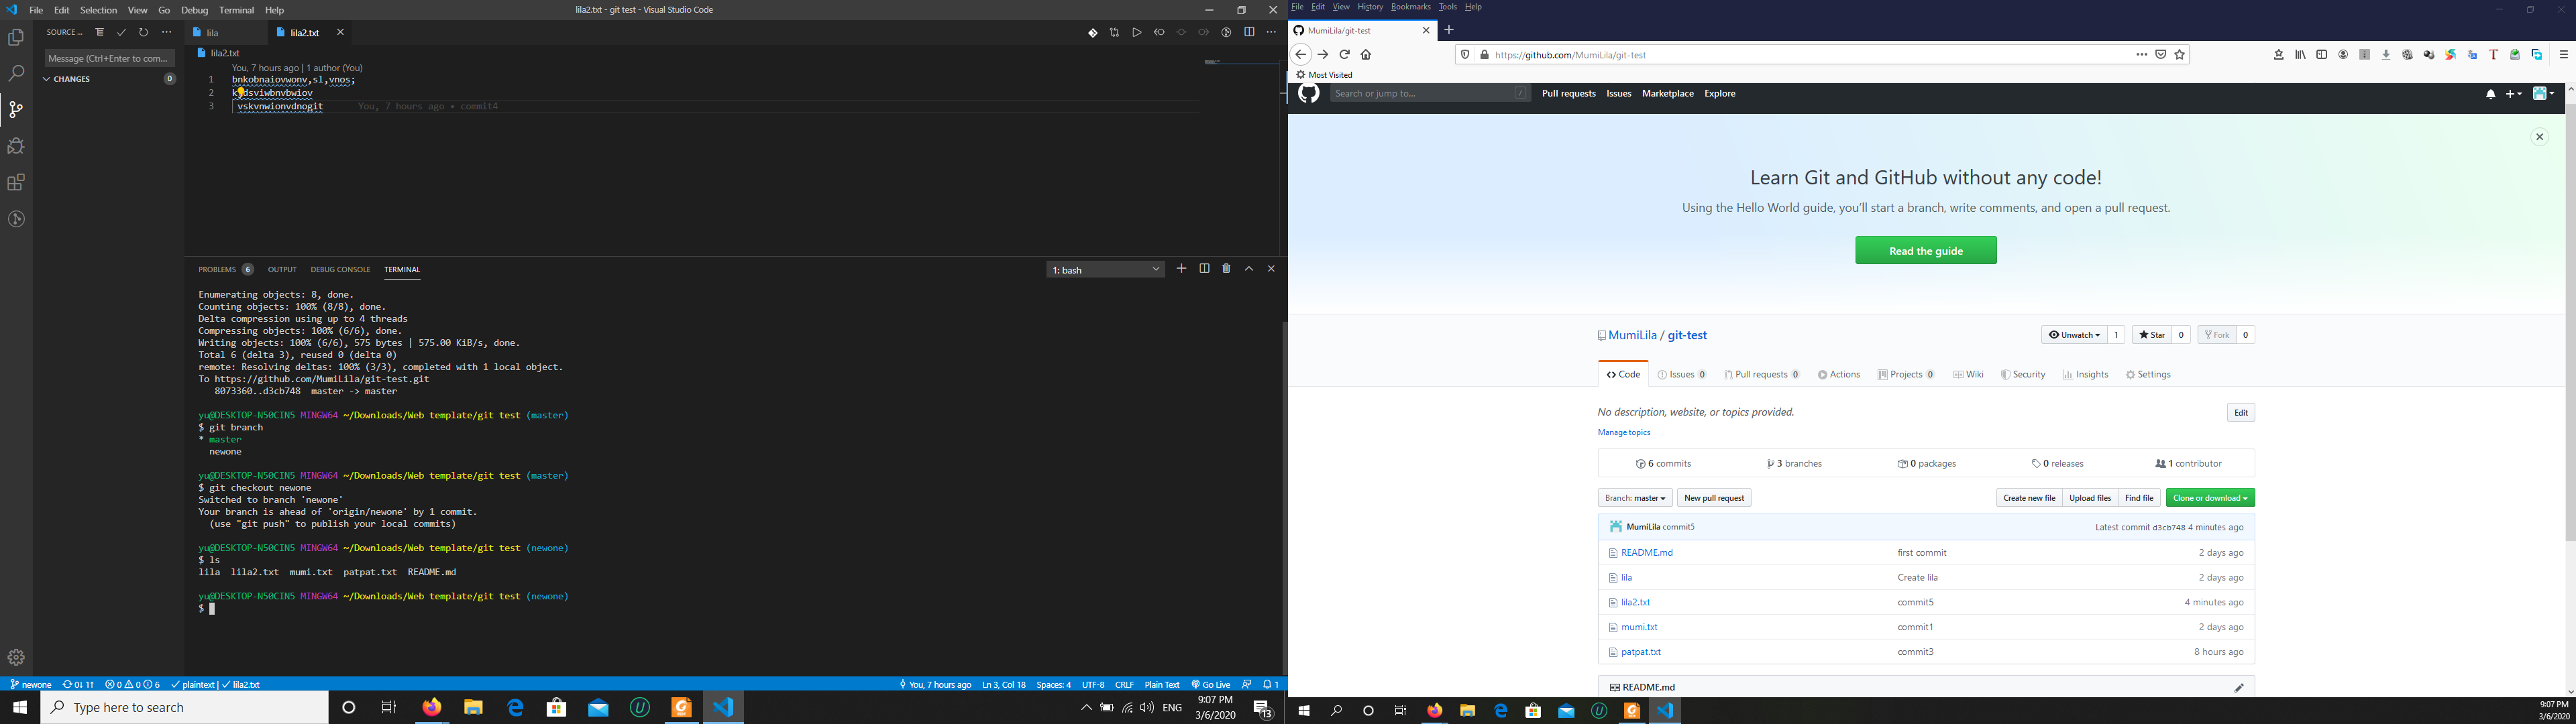 File Edit Selection View Go Debug Terminal Help
lila2.txt - git test - Visual Studio Code
SOURCE ...
lila
lila2.txt
Message (Ctrl+Enter to com...
lila2.txt
CHANGES 0
You, 7 hours ago | 1 author (You)
1 bnkobnaiovwonv,sl,vnos;
2
3 vskvnwionvdnogit You, 7 hours ago • commit4
PROBLEMS 6 OUTPUT DEBUG CONSOLE TERMINAL
1: bash
Enumerating objects: 8, done.
Counting objects: 100% (8/8), done.
Delta compression using up to 4 threads
Compressing objects: 100% (6/6), done.
Writing objects: 100% (6/6), 575 bytes | 575.00 KiB/s, done.
Total 6 (delta 3), reused 0 (delta 0)
remote: Resolving deltas: 100% (3/3), completed with 1 local object.
To https://github.com/MumiLila/git-test.git
8073360..d3cb748 master -> master
yu@DESKTOP-N50CIN5 MINGW64 ~/Downloads/Web template/git test (master)
$ git branch
* master
newone
yu@DESKTOP-N50CIN5 MINGW64 ~/Downloads/Web template/git test (master)
$ git checkout newone
Switched to branch 'newone'
Your branch is ahead of 'origin/newone' by 1 commit.
(use "git push" to publish your local commits)
yu@DESKTOP-N50CIN5 MINGW64 ~/Downloads/Web template/git test (newone)
$ ls
lila lila2.txt mumi.txt patpat.txt README.md
yu@DESKTOP-N50CIN5 MINGW64 ~/Downloads/Web template/git test (newone)
$
newone 0↓ 1↑ 0 0 6 plaintext | lila2.txt
You, 7 hours ago Ln 3, Col 18 Spaces: 4 UTF-8 CRLF Plain Text Go Live 1
Type here to search
ENG
9:07 PM
3/6/2020
13
File Edit View History Bookmarks Tools Help
MumiLila/git-test
https://github.com/MumiLila/git-test
Most Visited
Search or jump to... /
Pull requests Issues Marketplace Explore
Learn Git and GitHub without any code!
Using the Hello World guide, you'll start a branch, write comments, and open a pull request.
Read the guide
MumiLila / git-test
Unwatch 1 Star 0 Fork 0
Code Issues 0 Pull requests 0 Actions Projects 0 Wiki Security Insights Settings
No description, website, or topics provided.
Edit
Manage topics
6 commits 3 branches 0 packages 0 releases 1 contributor
Branch: master New pull request Create new file Upload files Find file Clone or download
MumiLila commit5 Latest commit d3cb748 4 minutes ago
README.md first commit 2 days ago
lila Create lila 2 days ago
lila2.txt commit5 4 minutes ago
mumi.txt commit1 2 days ago
patpat.txt commit3 8 hours ago
README.md
9:07 PM
3/6/2020